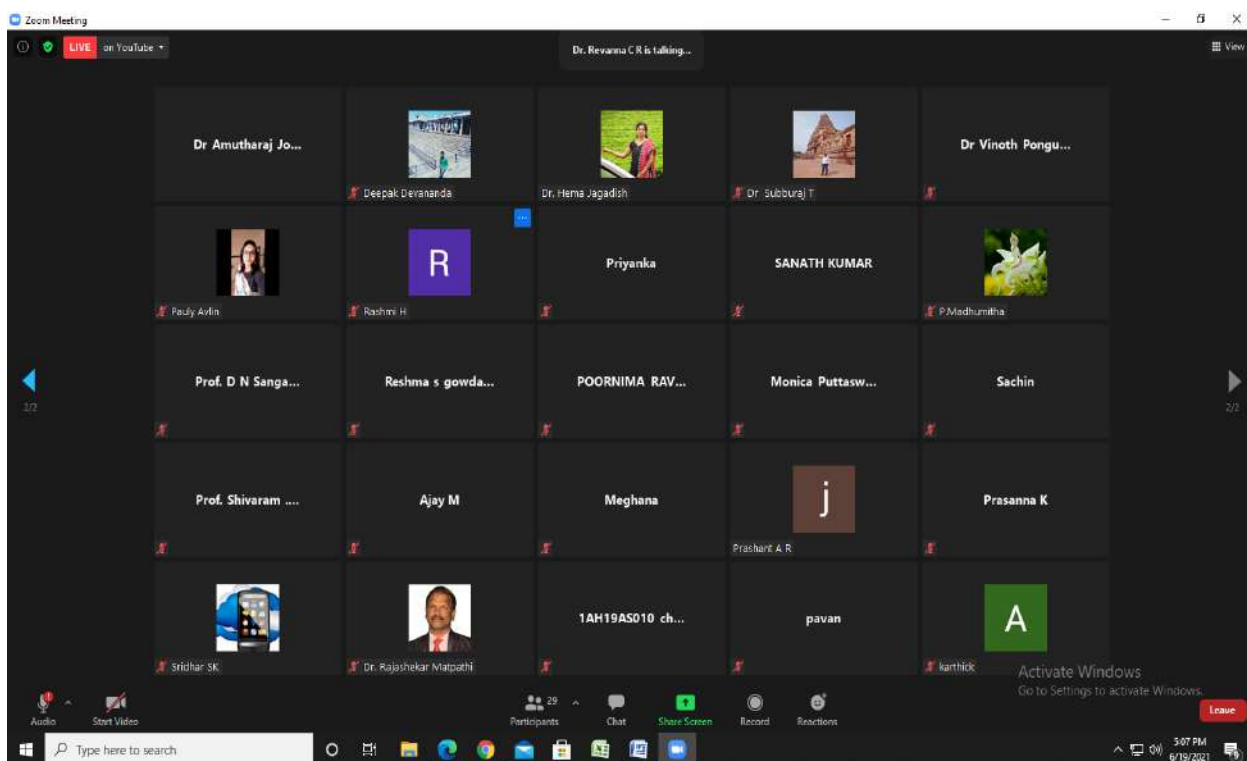 Zoom Meeting
LIVE on YouTube
Dr. Revanna C R is talking...
View
Dr Amutharaj Jo...
Deepak Devananda
Dr. Hema Jagadish
Dr Subburaj T
Dr Vinoth Pongu...
Pauly Avlin
R
Rashmi H
Priyanka
SANATH KUMAR
P.Madhumitha
Prof. D N Sanga...
Reshma s gowda...
POORNIMA RAV...
Monica Puttasw...
Sachin
2/2
2/2
Prof. Shivaram ....
Ajay M
Meghana
j
Prashant A R
Prasanna K
Sridhar SK
Dr. Rajashekar Matpathi
1AH19AS010 ch...
pavan
A
karthick
Activate Windows
Go to Settings to activate Windows.
Audio
Start Video
Participants
29
Chat
Share Screen
Record
Reactions
Leave
Type here to search
5:07 PM
6/19/2021